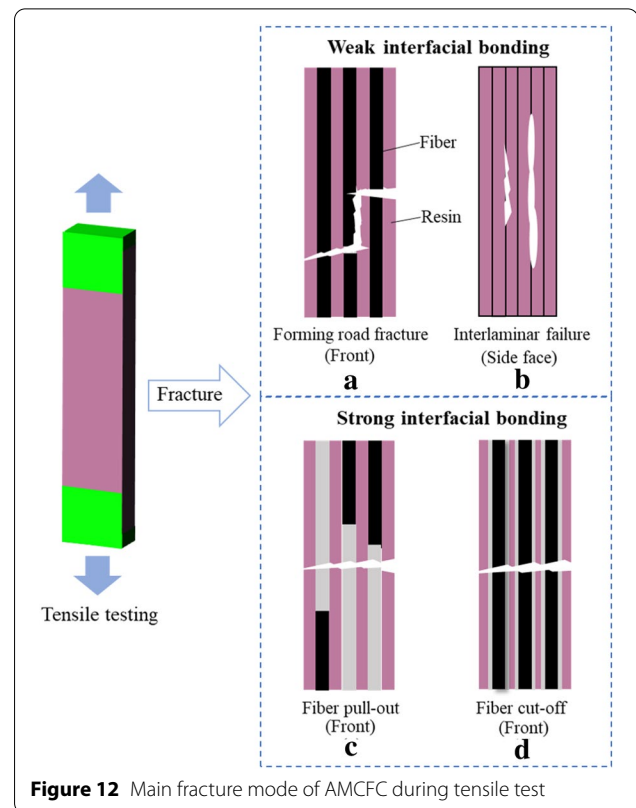 Weak interfacial bonding
Fiber
Resin
Forming road fracture
(Front)
a
Interlaminar failure
(Side face)
b
Fracture
Tensile testing
Strong interfacial bonding
Fiber pull-out
(Front)
c
Fiber cut-off
(Front)
d
Figure 12 Main fracture mode of AMCFC during tensile test